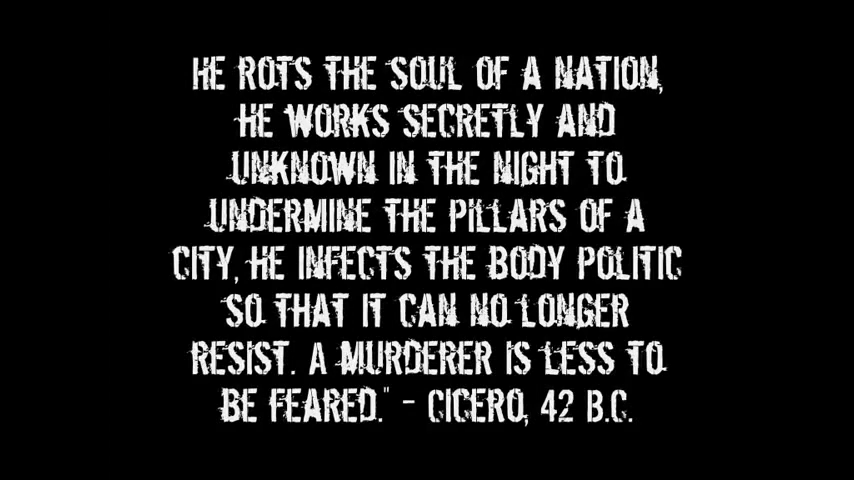 HE ROTS THE SOUL OF A NATION,
HE WORKS SECRETLY AND
UNKNOWN IN THE NIGHT TO
UNDERMINE THE PILLARS OF A
CITY, HE INFECTS THE BODY POLITIC
SO THAT IT CAN NO LONGER
RESIST. A MURDERER IS LESS TO
BE FEARED." - CICERO, 42 B.C.